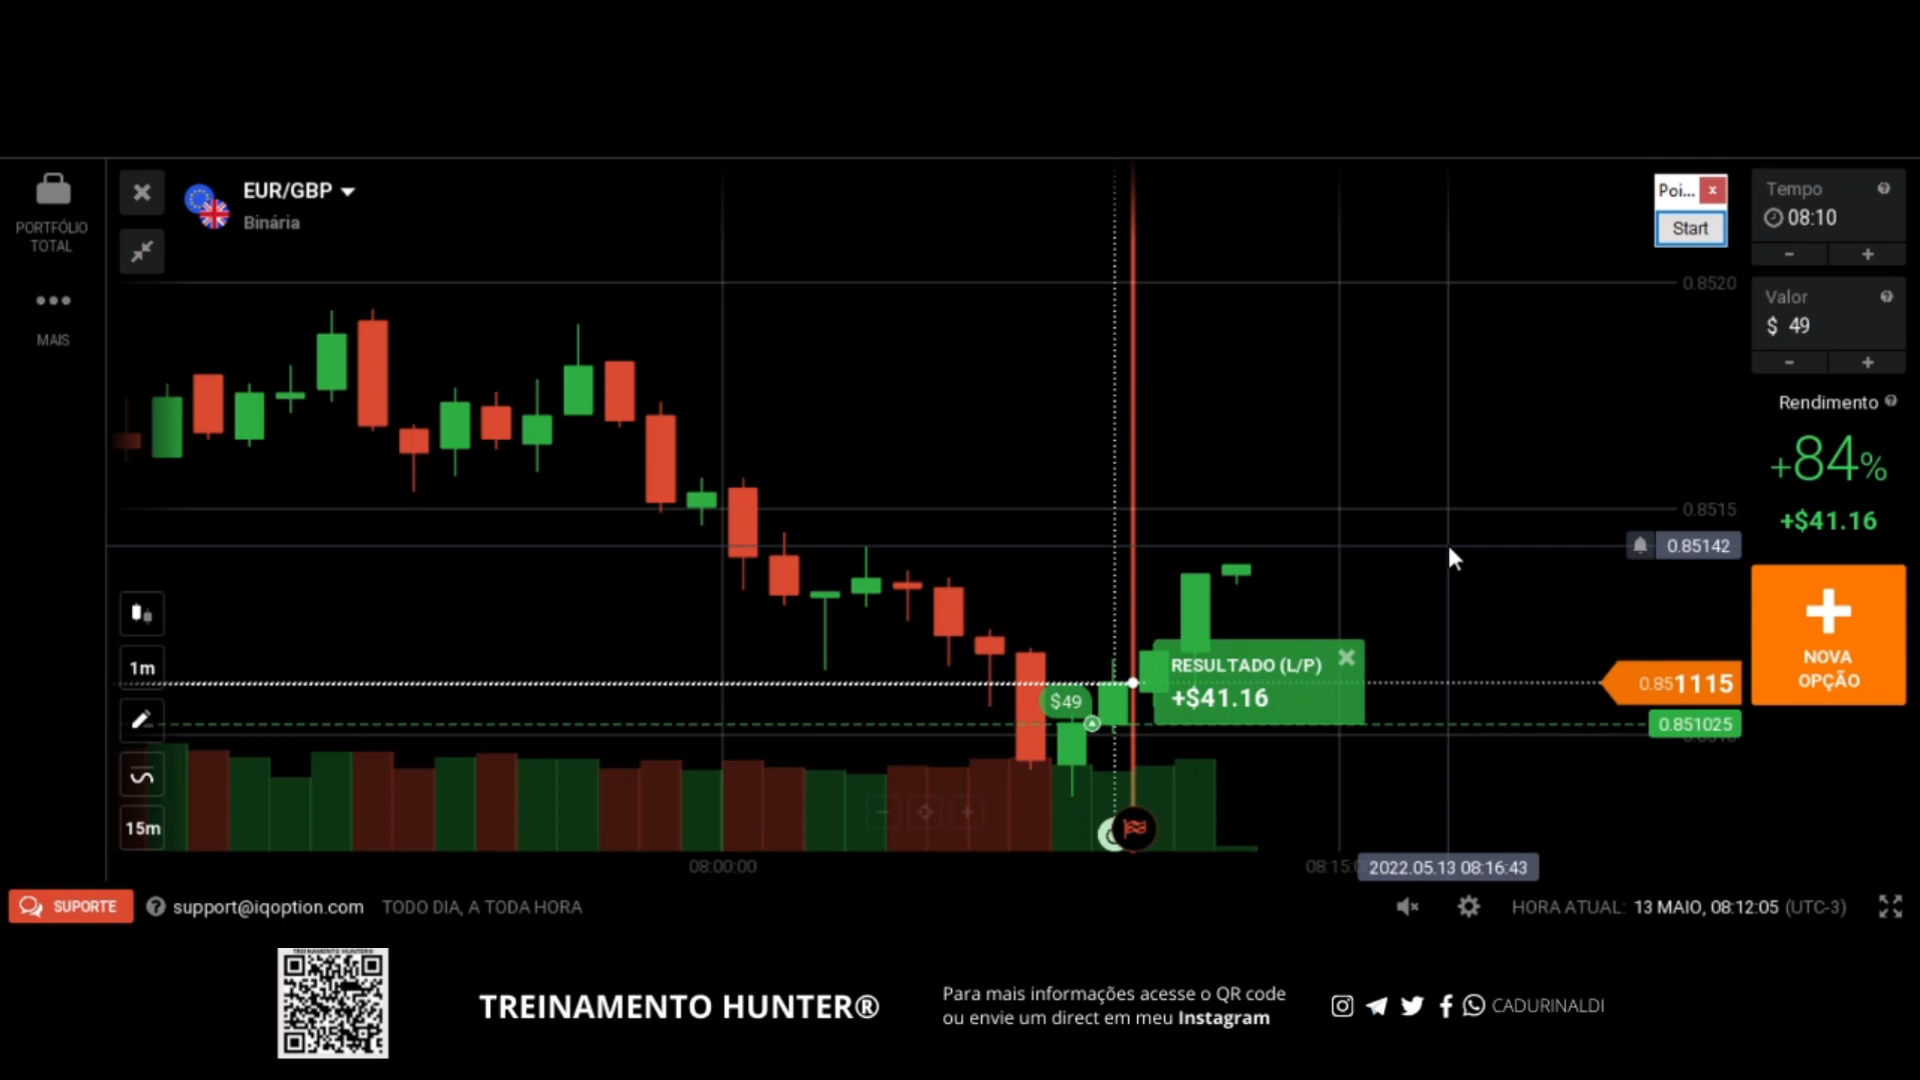 PORTFÓLIO
TOTAL
MAIS
EUR/GBP
Binária
Poi... x
Start
Tempo
08:10
- +
Valor
$ 49
- +
Rendimento
+84%
+$41.16
NOVA
OPÇÃO
0.8520
0.8515
0.85142
0.851115
0.851025
RESULTADO (L/P)
+$41.16
$49
1m
15m
08:00:00
2022.05.13 08:16:43
SUPORTE
support@iqoption.com TODO DIA, A TODA HORA
HORA ATUAL: 13 MAIO, 08:12:05 (UTC-3)
TREINAMENTO HUNTER®
Para mais informações acesse o QR code
ou envie um direct em meu Instagram
CADURINALDI